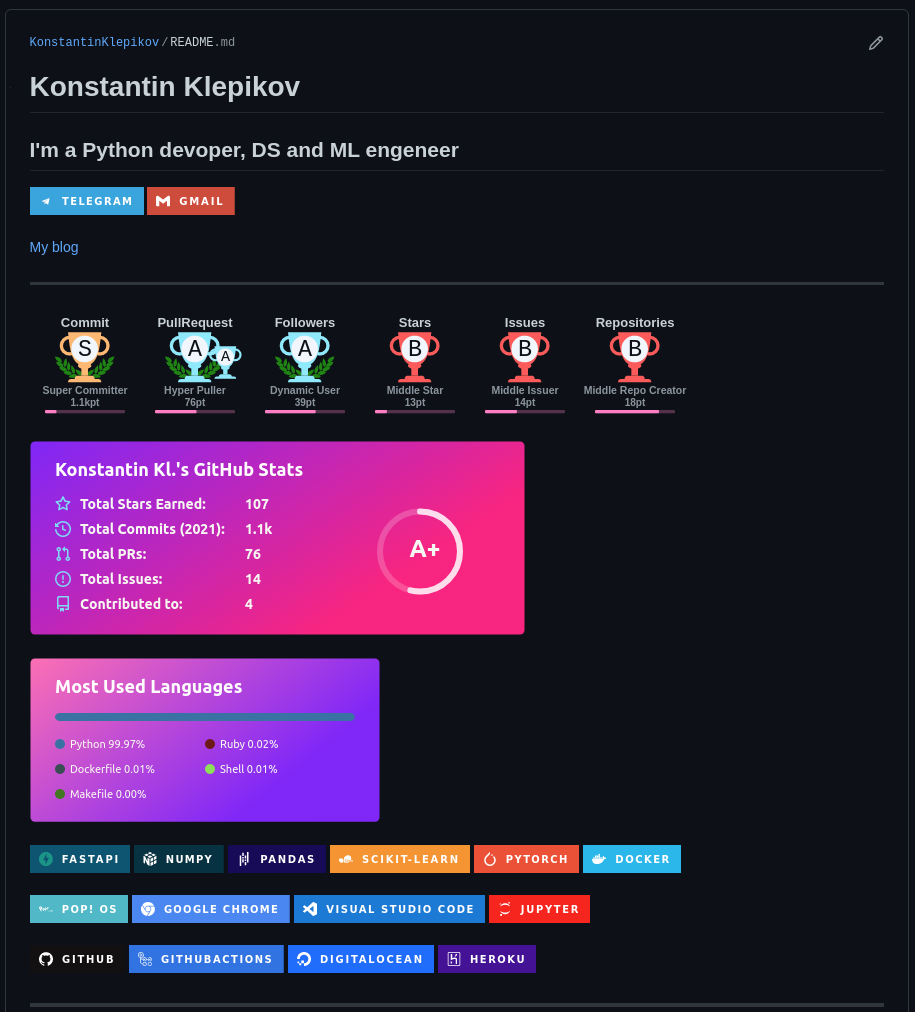 KonstantinKlepikov/README.md
Konstantin Klepikov
I'm a Python devoper, DS and ML engeneer
TELEGRAM GMAIL
My blog
Commit PullRequest Followers Stars Issues Repositories
S A A A B B B
Super Committer Hyper Puller Dynamic User Middle Star Middle Issuer Middle Repo Creator
1.1kpt 76pt 39pt 13pt 14pt 18pt
Konstantin Kl.'s GitHub Stats
Total Stars Earned: 107
Total Commits (2021): 1.1k
Total PRs: 76
Total Issues: 14
Contributed to: 4
A+
Most Used Languages
Python 99.97% Ruby 0.02%
Dockerfile 0.01% Shell 0.01%
Makefile 0.00%
FASTAPI NUMPY PANDAS SCIKIT-LEARN PYTORCH DOCKER
POP! OS GOOGLE CHROME VISUAL STUDIO CODE JUPYTER
GITHUB GITHUBACTIONS DIGITALOCEAN HEROKU